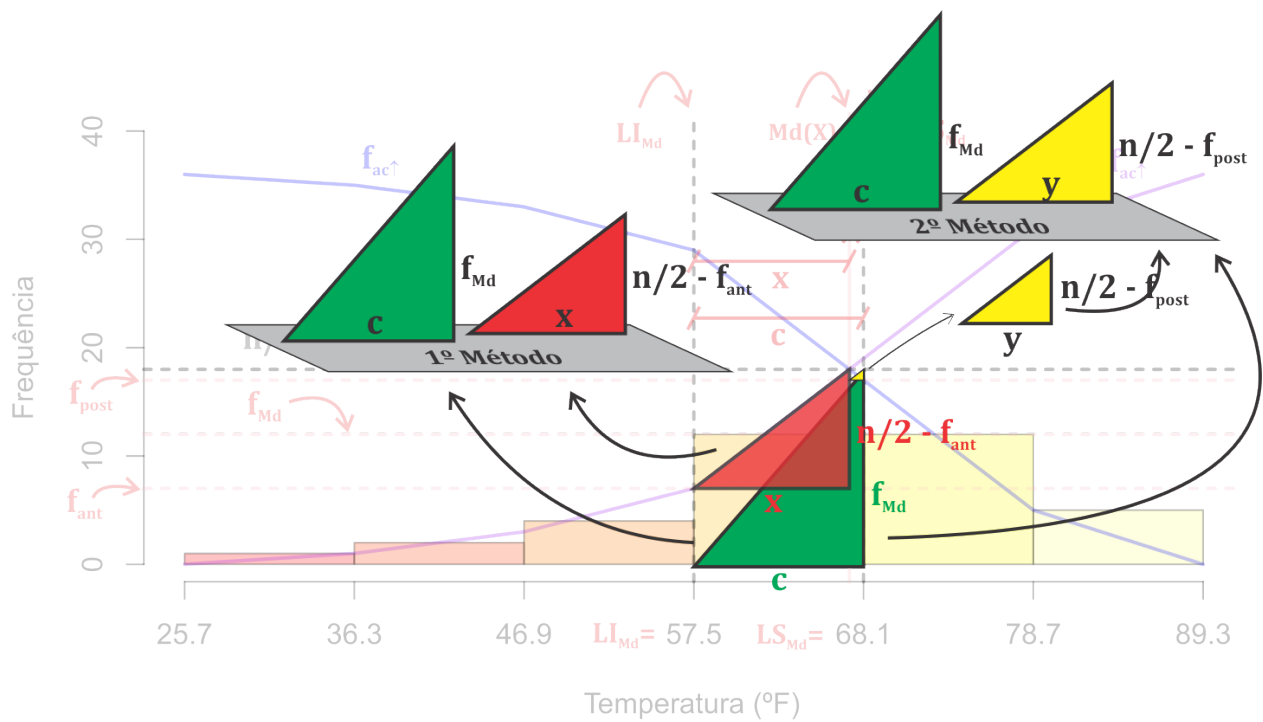 LI_Md
Md(X)
f_Md
n/2 - f_post
c
y
2º Método
40
f_ac↑
f_ac↑
30
f_Md
n/2 - f_ant
x
n/2 - f_post
c
x
c
y
1º Método
n/
20
f_post
f_Md
10
n/2 - f_ant
f_ant
x
f_Md
0
c
Frequência
25.7
36.3
46.9
LI_Md= 57.5
LS_Md= 68.1
78.7
89.3
Temperatura (ºF)